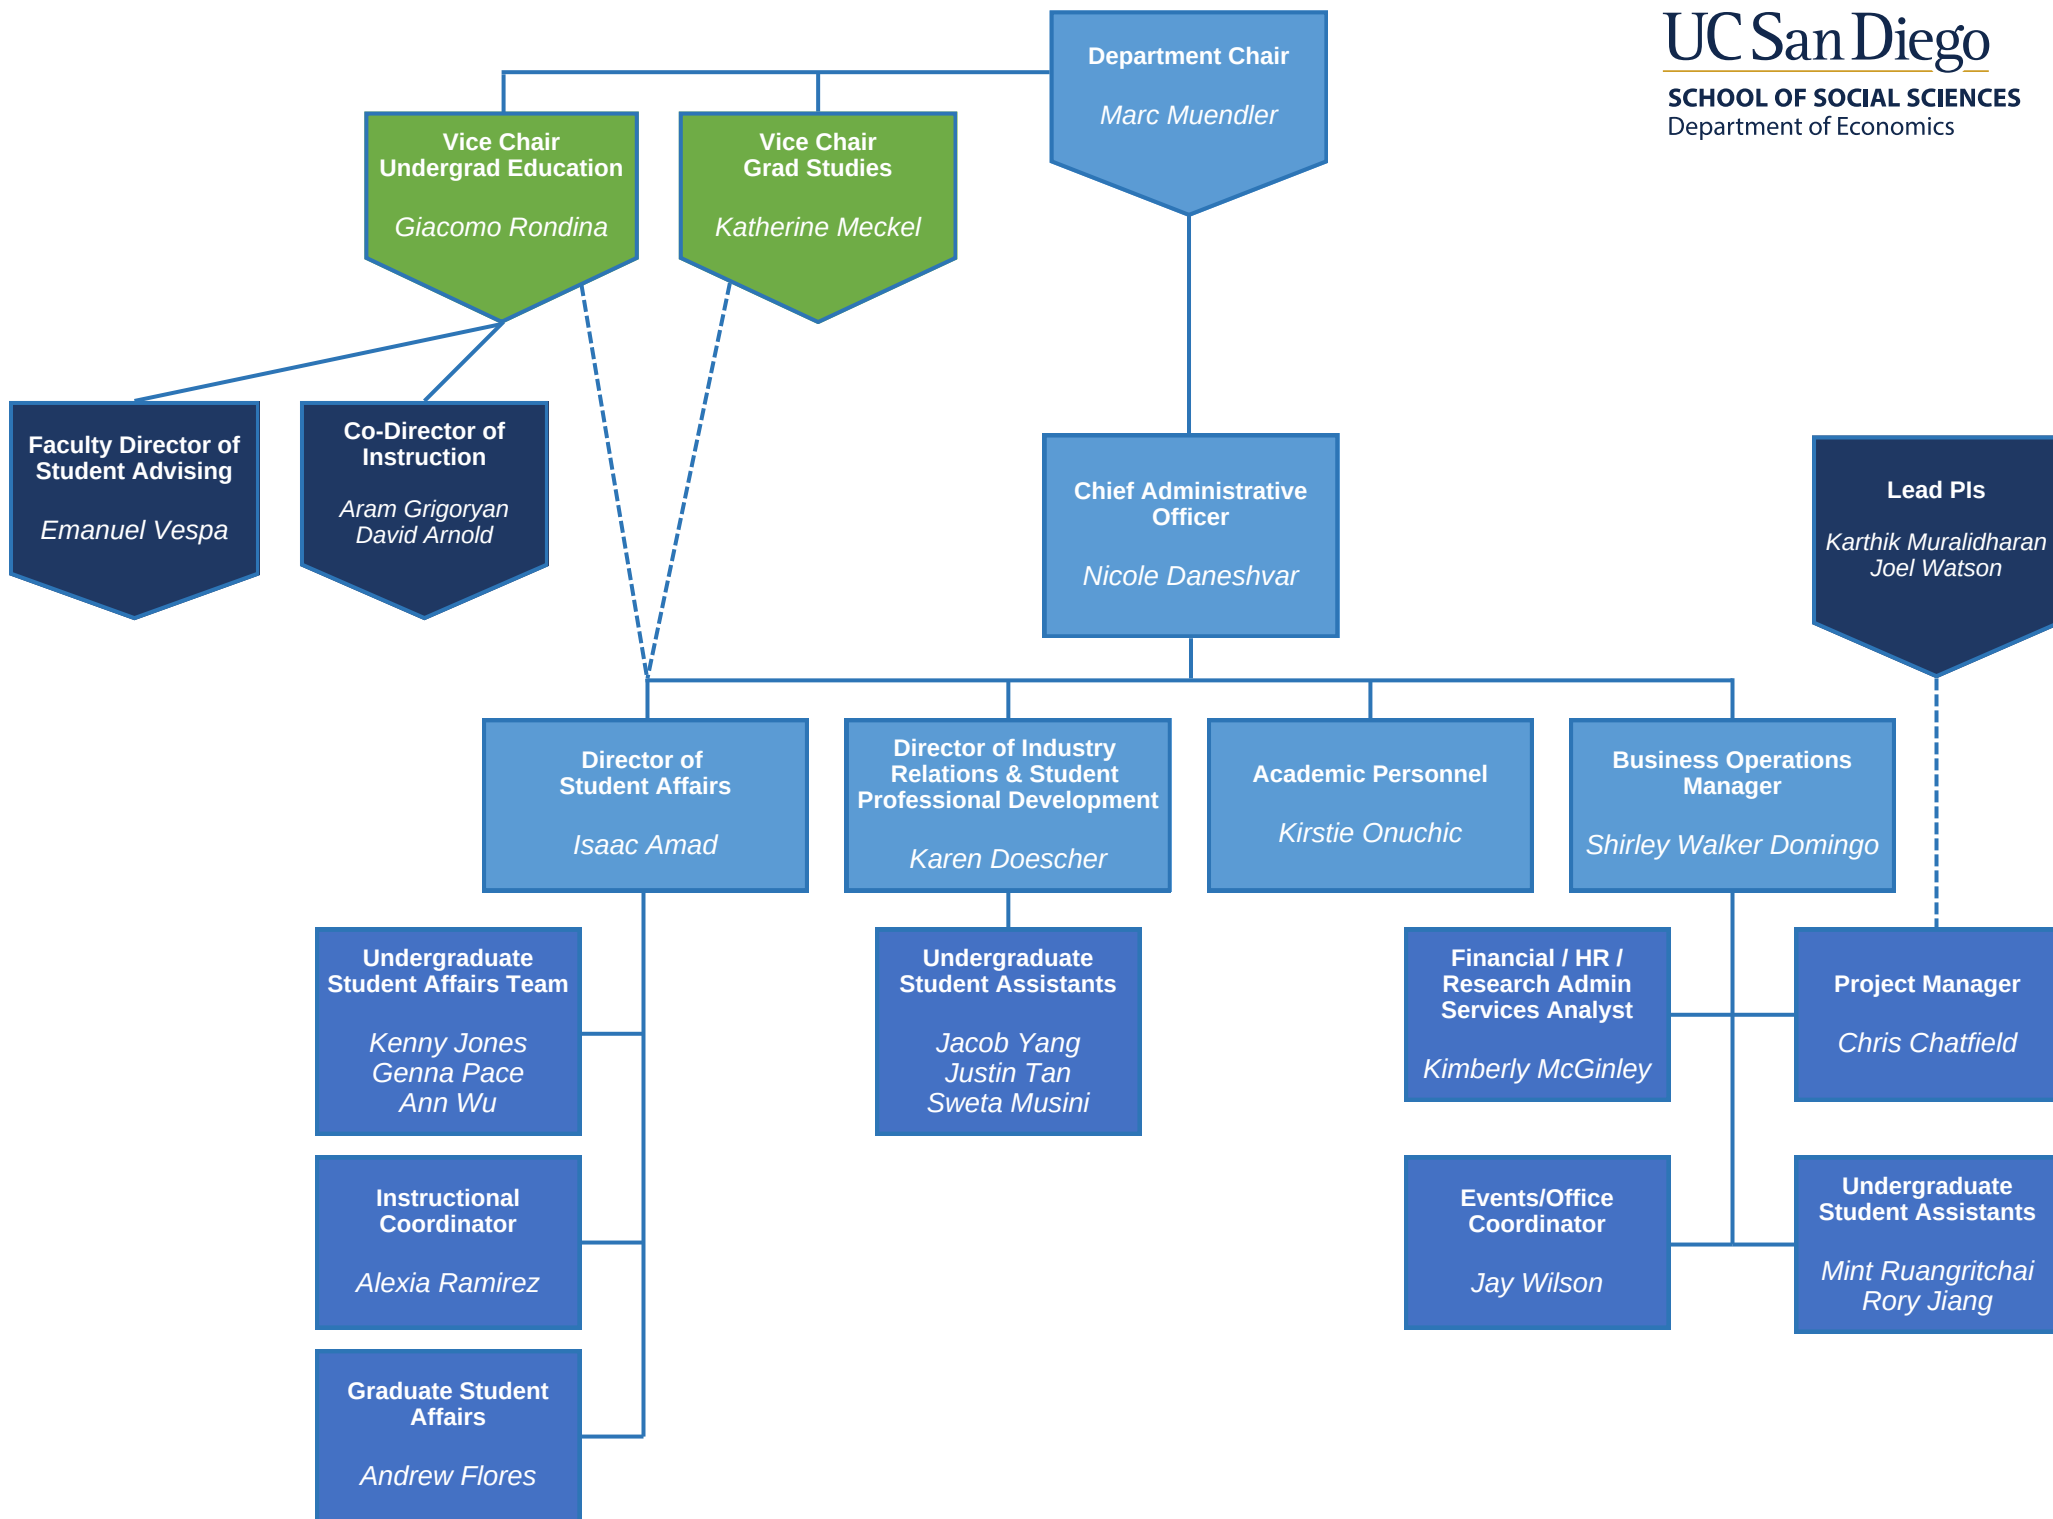 UC San Diego
SCHOOL OF SOCIAL SCIENCES
Department of Economics
Department Chair
Marc Muendler
Vice Chair
Undergrad Education
Giacomo Rondina
Vice Chair
Grad Studies
Katherine Meckel
Faculty Director of
Student Advising
Emanuel Vespa
Co-Director of
Instruction
Aram Grigoryan
David Arnold
Chief Administrative
Officer
Nicole Daneshvar
Lead PIs
Karthik Muralidharan
Joel Watson
Director of
Student Affairs
Isaac Amad
Director of Industry
Relations & Student
Professional Development
Karen Doescher
Academic Personnel
Kirstie Onuchic
Business Operations
Manager
Shirley Walker Domingo
Undergraduate
Student Affairs Team
Kenny Jones
Genna Pace
Ann Wu
Undergraduate
Student Assistants
Jacob Yang
Justin Tan
Sweta Musini
Financial / HR /
Research Admin
Services Analyst
Kimberly McGinley
Project Manager
Chris Chatfield
Instructional
Coordinator
Alexia Ramirez
Events/Office
Coordinator
Jay Wilson
Undergraduate
Student Assistants
Mint Ruangritchai
Rory Jiang
Graduate Student
Affairs
Andrew Flores